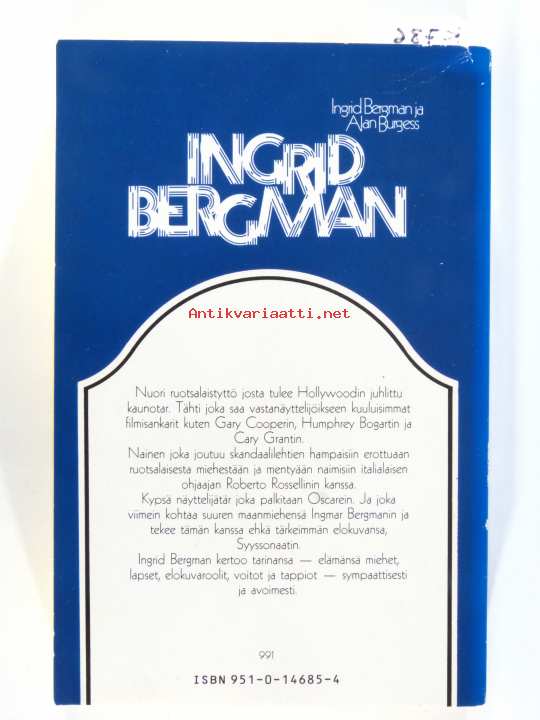 Ingrid Bergman ja
Alan Burgess
INGRID
BERGMAN
Antikvariaatti.net
Nuori ruotsalaistyttö josta tulee Hollywoodin juhlittu
kaunotar. Tähti joka saa vastanäyttelijöikseen kuuluisimmat
filmisankarit kuten Gary Cooperin, Humphrey Bogartin ja
Cary Grantin.
Nainen joka joutuu skandaalilehtien hampaisiin erottuaan
ruotsalaisesta miehestään ja mentyään naimisiin italialaisen
ohjaajan Roberto Rossellinin kanssa.
Kypsä näyttelijätär joka palkitaan Oscarein. Ja joka
viimein kohtaa suuren maanmiehensä Ingmar Bergmanin ja
tekee tämän kanssa ehkä tärkeimmän elokuvansa,
Syyssonaatin.
Ingrid Bergman kertoo tarinansa — elämänsä miehet,
lapset, elokuvaroolit, voitot ja tappiot — sympaattisesti
ja avoimesti.
991
ISBN 951-0-14685-4